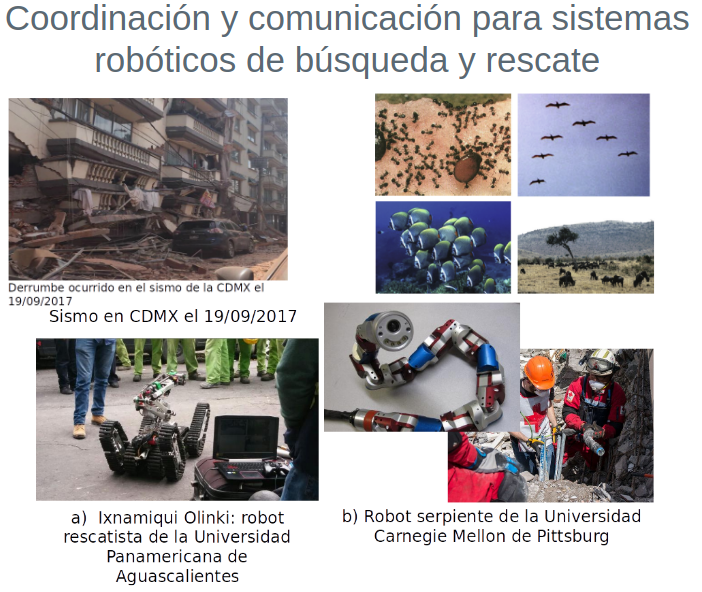 Coordinación y comunicación para sistemas
robóticos de búsqueda y rescate
Derrumbe ocurrido en el sismo de la CDMX el
19/09/2017
Sismo en CDMX el 19/09/2017
a) Ixnamiqui Olinki: robot
rescatista de la Universidad
Panamericana de
Aguascalientes
b) Robot serpiente de la Universidad
Carnegie Mellon de Pittsburg